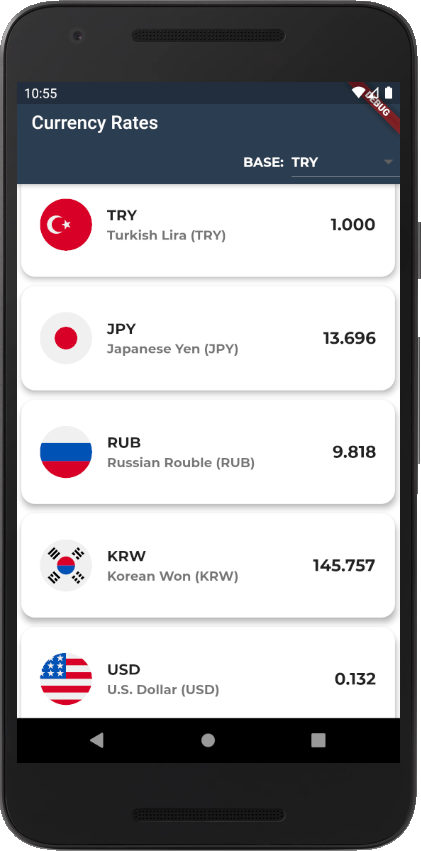 10:55
DEBUG
Currency Rates
BASE: TRY
TRY
Turkish Lira (TRY)
1.000
JPY
Japanese Yen (JPY)
13.696
RUB
Russian Rouble (RUB)
9.818
KRW
Korean Won (KRW)
145.757
USD
U.S. Dollar (USD)
0.132